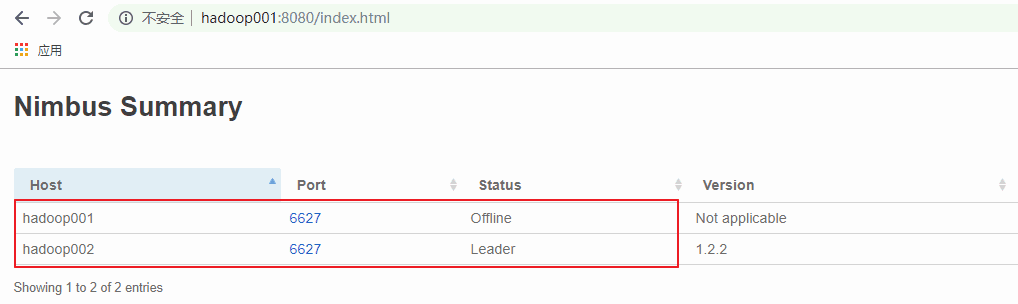 不安全 hadoop001:8080/index.html
应用
Nimbus Summary
Host Port Status Version
hadoop001 6627 Offline Not applicable
hadoop002 6627 Leader 1.2.2
Showing 1 to 2 of 2 entries